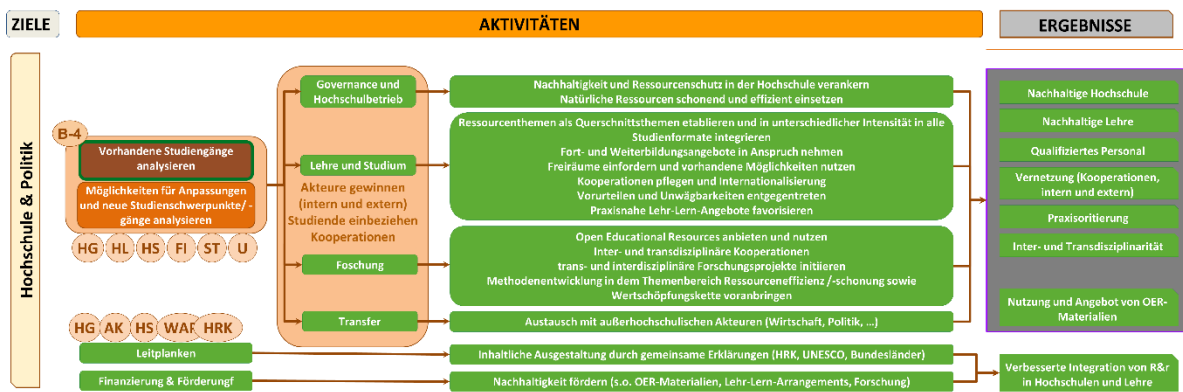 ZIELE
AKTIVITÄTEN
ERGEBNISSE
Hochschule & Politik
B-4
Vorhandene Studiengänge
analysieren
Möglichkeiten für Anpassungen
und neue Studienschwerpunkte/ -
gänge analysieren
HG HL HS FI ST U
Governance und
Hochschulbetrieb
Lehre und Studium
Akteure gewinnen
(intern und extern)
Studiende einbeziehen
Kooperationen
Foschung
Transfer
Nachhaltigkeit und Ressourcenschutz in der Hochschule verankern
Natürliche Ressourcen schonend und effizient einsetzen
Ressourcenthemen als Querschnittsthemen etablieren und in unterschiedlicher Intensität in alle
Studienformate integrieren
Fort- und Weiterbildungsangebote in Anspruch nehmen
Freiräume einfordern und vorhandene Möglichkeiten nutzen
Kooperationen pflegen und Internationalisierung
Vorurteilen und Unwägbarkeiten entgegentreten
Praxisnahe Lehr-Lern-Angebote favorisieren
Open Educational Resources anbieten und nutzen
Inter- und transdisziplinäre Kooperationen
trans- und interdisziplinäre Forschungsprojekte initiieren
Methodenentwicklung in dem Themenbereich Ressourceneffizienz /-schonung sowie
Wertschöpfungskette voranbringen
Austausch mit außerhochschulischen Akteuren (Wirtschaft, Politik, ...)
Nachhaltige Hochschule
Nachhaltige Lehre
Qualifiziertes Personal
Vernetzung (Kooperationen,
intern und extern)
Praxisoritierung
Inter- und Transdisziplinarität
Nutzung und Angebot von OER-
Materialien
HG AK HS WAF HRK
Leitplanken
Inhaltliche Ausgestaltung durch gemeinsame Erklärungen (HRK, UNESCO, Bundesländer)
Finanzierung & Förderungf
Nachhaltigkeit fördern (s.o. OER-Materialien, Lehr-Lern-Arrangements, Forschung)
Verbesserte Integration von R&r
in Hochschulen und Lehre